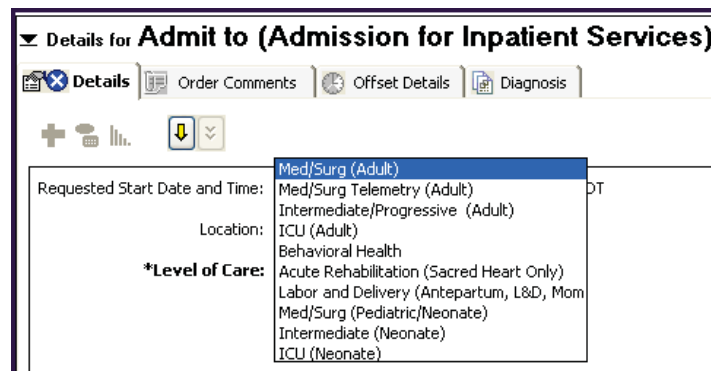 Details for Admit to (Admission for Inpatient Services)
Details Order Comments Offset Details Diagnosis
Med/Surg (Adult)
Requested Start Date and Time: Med/Surg Telemetry (Adult) DT
Intermediate/Progressive (Adult)
Location: ICU (Adult)
Behavioral Health
*Level of Care: Acute Rehabilitation (Sacred Heart Only)
Labor and Delivery (Antepartum, L&D, Mom
Med/Surg (Pediatric/Neonate)
Intermediate (Neonate)
ICU (Neonate)